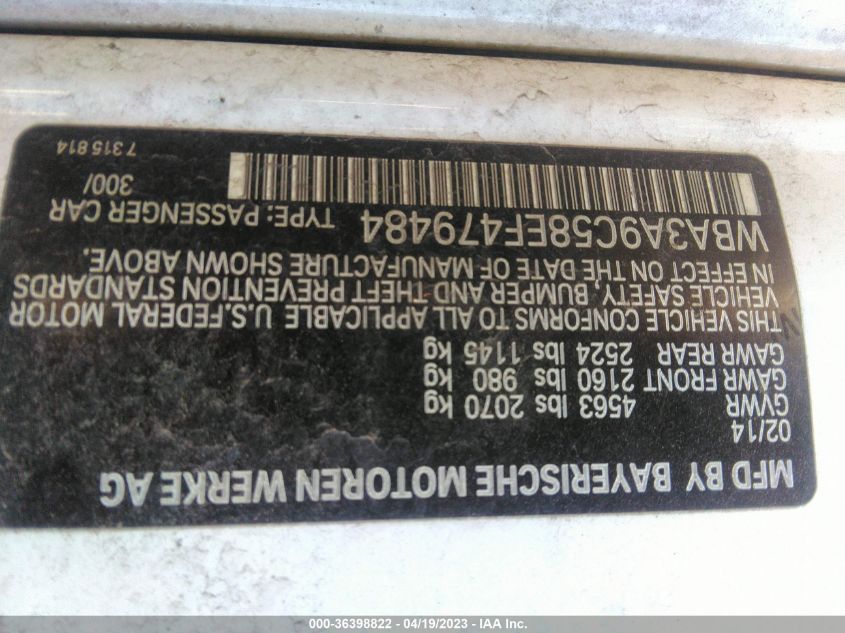 MFD BY BAYERISCHE MOTOREN WERKE AG
02/14
GVWR 4563 lbs 2070 kg
GAWR FRONT 2160 lbs 980 kg
GAWR REAR 2524 lbs 1145 kg
THIS VEHICLE CONFORMS TO ALL APPLICABLE U.S.FEDERAL MOTOR
VEHICLE SAFETY, BUMPER AND THEFT PREVENTION STANDARDS
IN EFFECT ON THE DATE OF MANUFACTURE SHOWN ABOVE.
WBA3A9C58EF479484 TYPE: PASSENGER CAR
300/
7315814
000-36398822 - 04/19/2023 - IAA Inc.